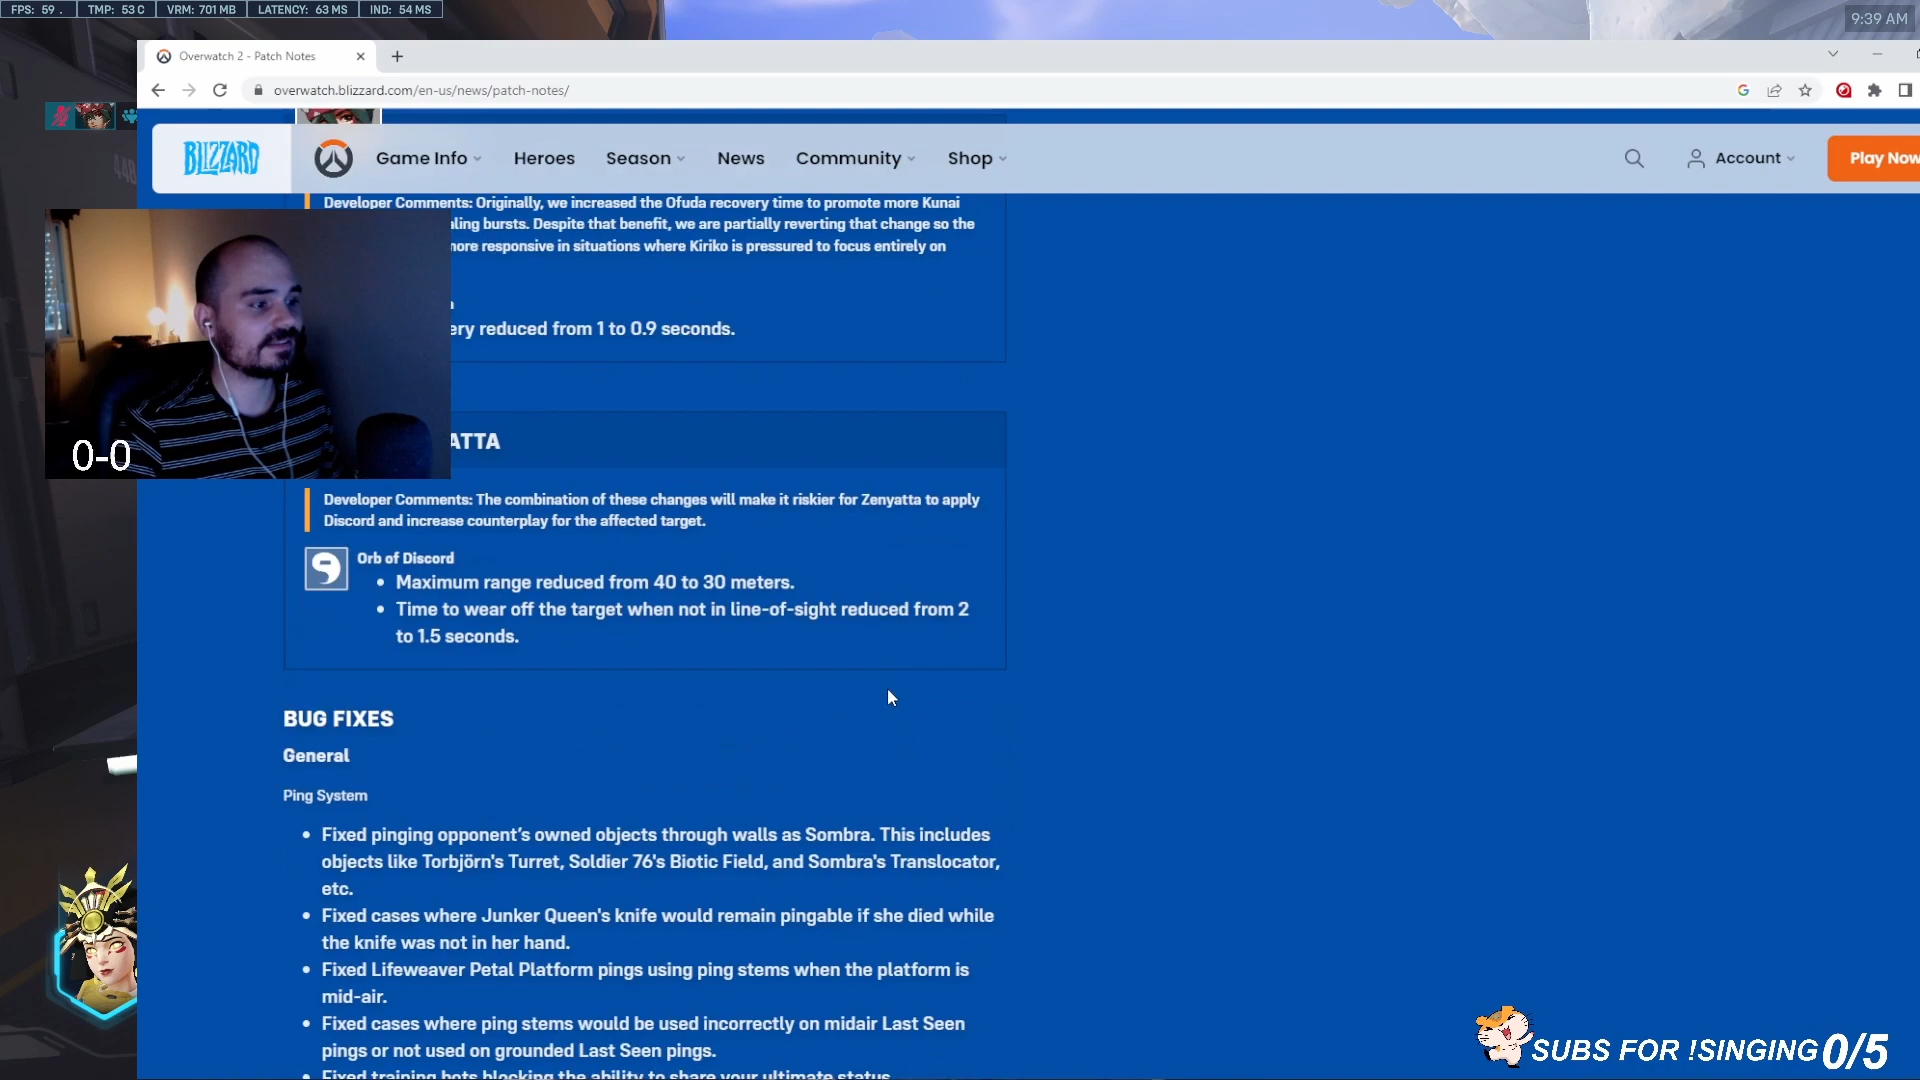 FPS: 59 . TMP: 53 C VRM: 701 MB LATENCY: 63 MS IND: 54 MS
9:39 AM
Overwatch 2 - Patch Notes
overwatch.blizzard.com/en-us/news/patch-notes/
BLIZZARD Game Info Heroes Season News Community Shop Account Play Now
Developer Comments: Originally, we increased the Ofuda recovery time to promote more Kunai
aling bursts. Despite that benefit, we are partially reverting that change so the
more responsive in situations where Kiriko is pressured to focus entirely on
ery reduced from 1 to 0.9 seconds.
ATTA
0-0
Developer Comments: The combination of these changes will make it riskier for Zenyatta to apply
Discord and increase counterplay for the affected target.
Orb of Discord
• Maximum range reduced from 40 to 30 meters.
• Time to wear off the target when not in line-of-sight reduced from 2
to 1.5 seconds.
BUG FIXES
General
Ping System
• Fixed pinging opponent's owned objects through walls as Sombra. This includes
objects like Torbjörn's Turret, Soldier 76's Biotic Field, and Sombra's Translocator,
etc.
• Fixed cases where Junker Queen's knife would remain pingable if she died while
the knife was not in her hand.
• Fixed Lifeweaver Petal Platform pings using ping stems when the platform is
mid-air.
• Fixed cases where ping stems would be used incorrectly on midair Last Seen
pings or not used on grounded Last Seen pings.
• Fixed training bots blocking the ability to share your ultimate status
SUBS FOR !SINGING 0/5